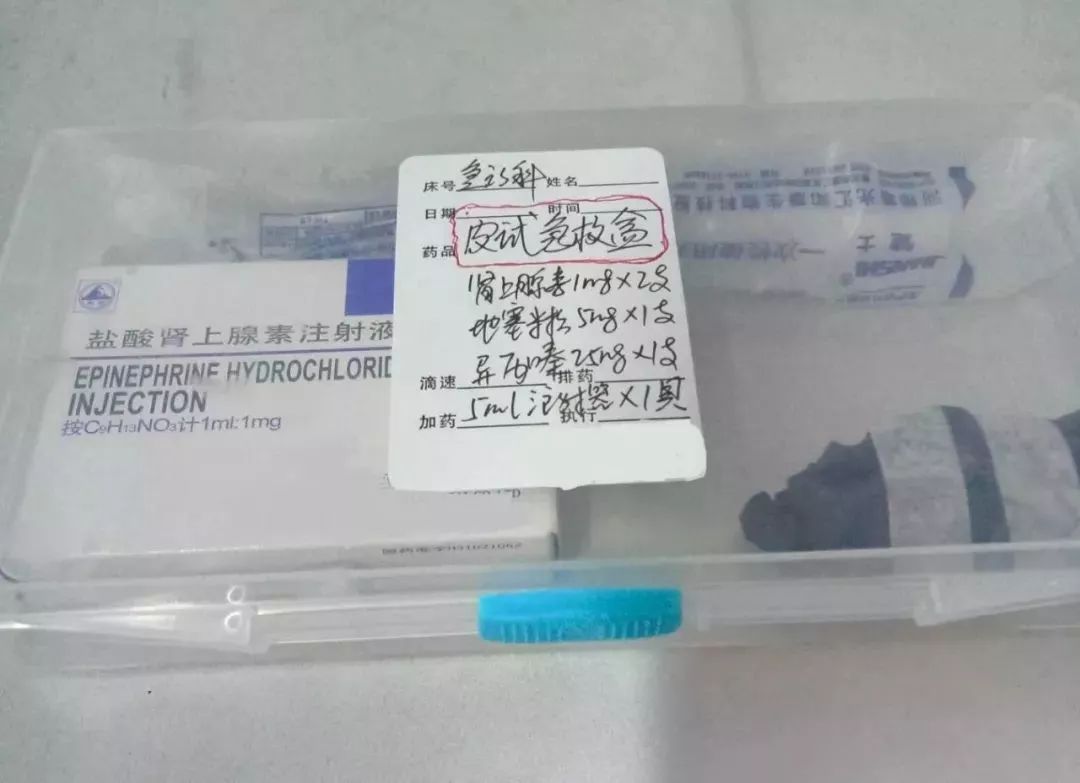 床号 急诊科 姓名
日期 时间
药品 皮试急救盒
肾上腺素1mg×2支
地塞米松5mg×1支
异丙嗪25mg×1支
滴速 排药
5ml注射器×1具
加药 执行
盐酸肾上腺素注射液
EPINEPHRINE HYDROCHLORID
INJECTION
按C₉H₁₃NO₃计1ml:1mg